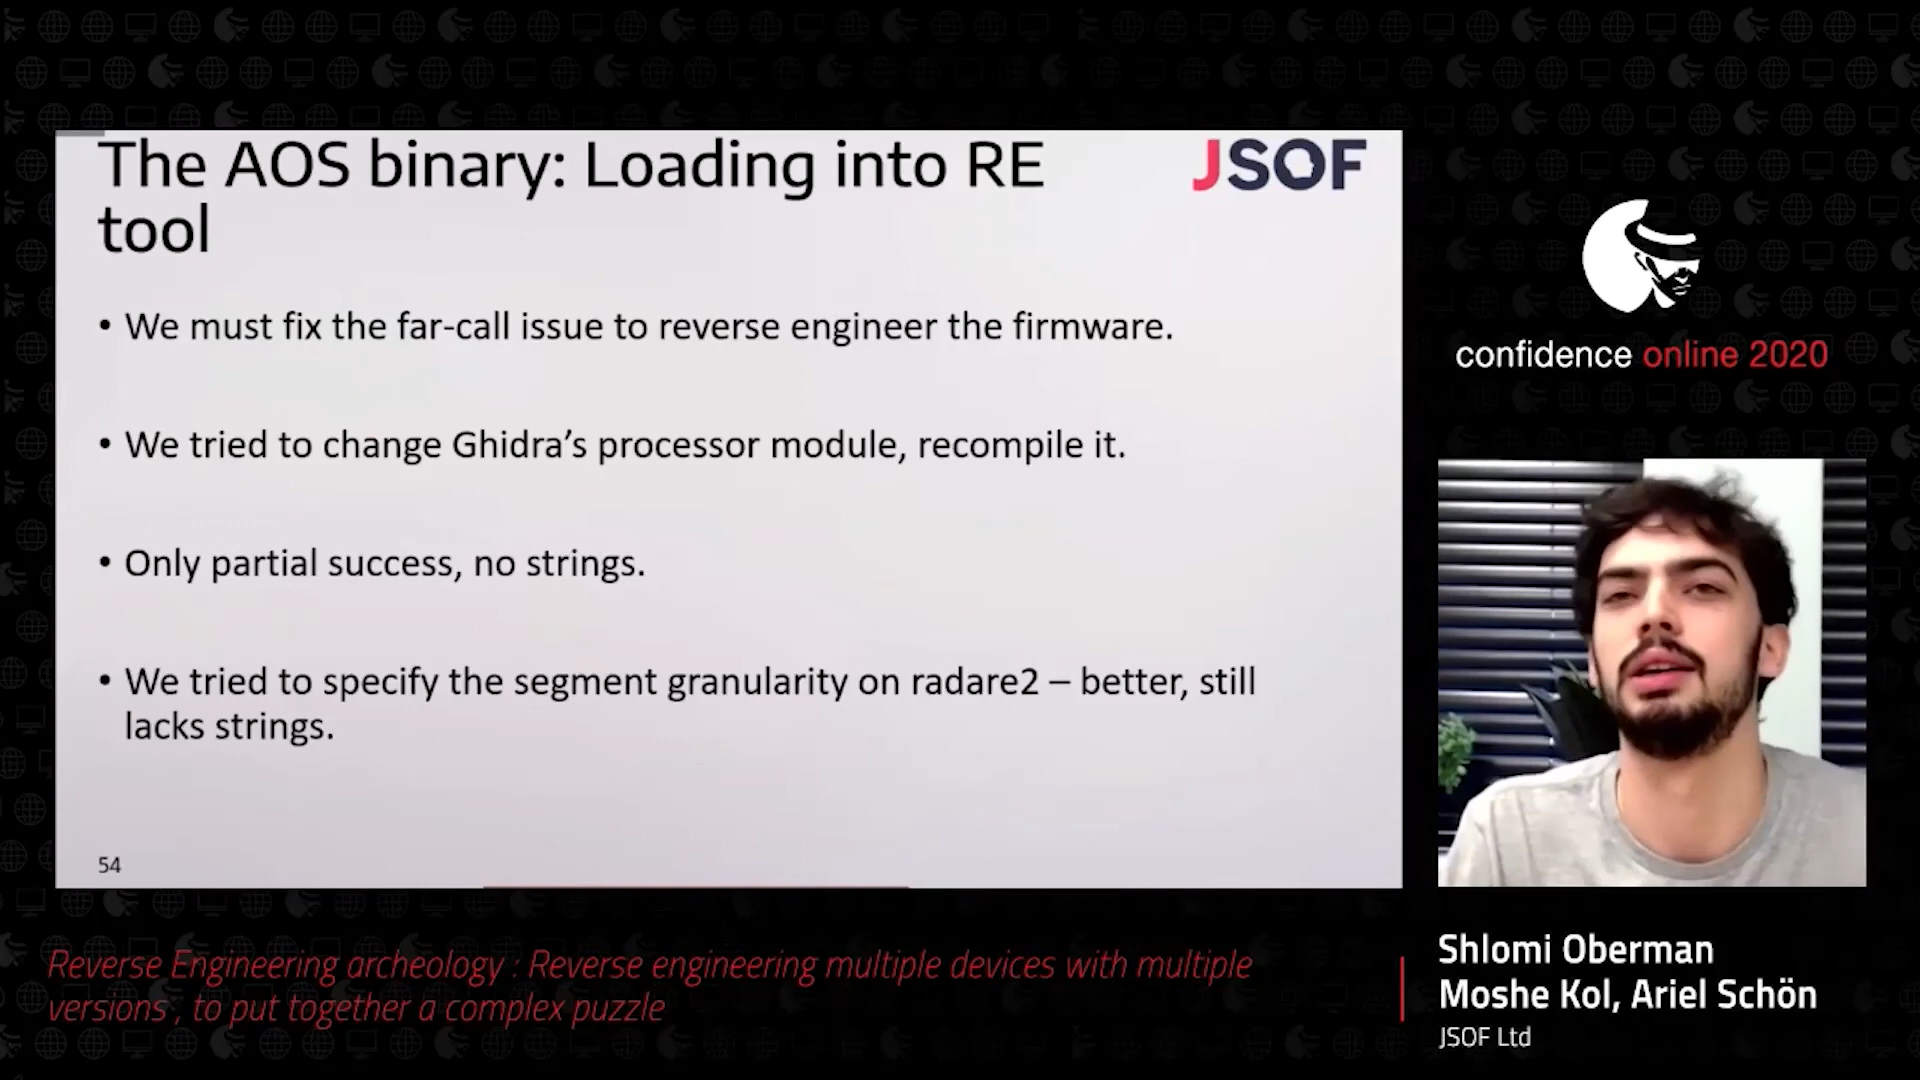 The AOS binary: Loading into RE
tool
JSOF
• We must fix the far-call issue to reverse engineer the firmware.
• We tried to change Ghidra’s processor module, recompile it.
• Only partial success, no strings.
• We tried to specify the segment granularity on radare2 – better, still
lacks strings.
54
confidence online 2020
Reverse Engineering archeology : Reverse engineering multiple devices with multiple
versions , to put together a complex puzzle
Shlomi Oberman
Moshe Kol, Ariel Schön
JSOF Ltd